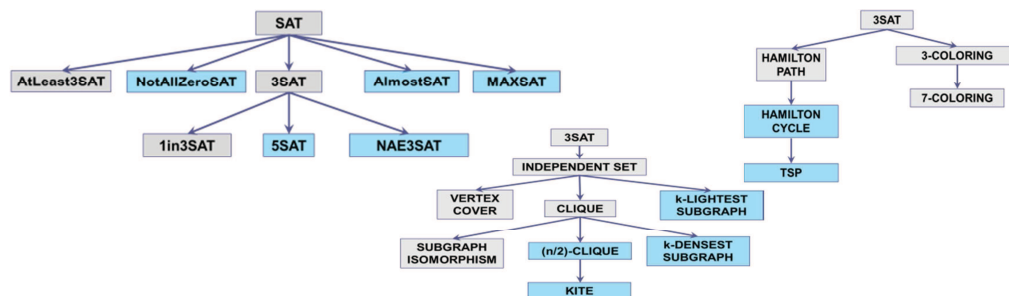 SAT
AtLeast3SAT
NotAllZeroSAT
3SAT
AlmostSAT
MAXSAT
1in3SAT
5SAT
NAE3SAT
3SAT
INDEPENDENT SET
VERTEX
COVER
CLIQUE
k-LIGHTEST
SUBGRAPH
SUBGRAPH
ISOMORPHISM
(n/2)-CLIQUE
k-DENSEST
SUBGRAPH
KITE
3SAT
HAMILTON
PATH
3-COLORING
7-COLORING
HAMILTON
CYCLE
TSP